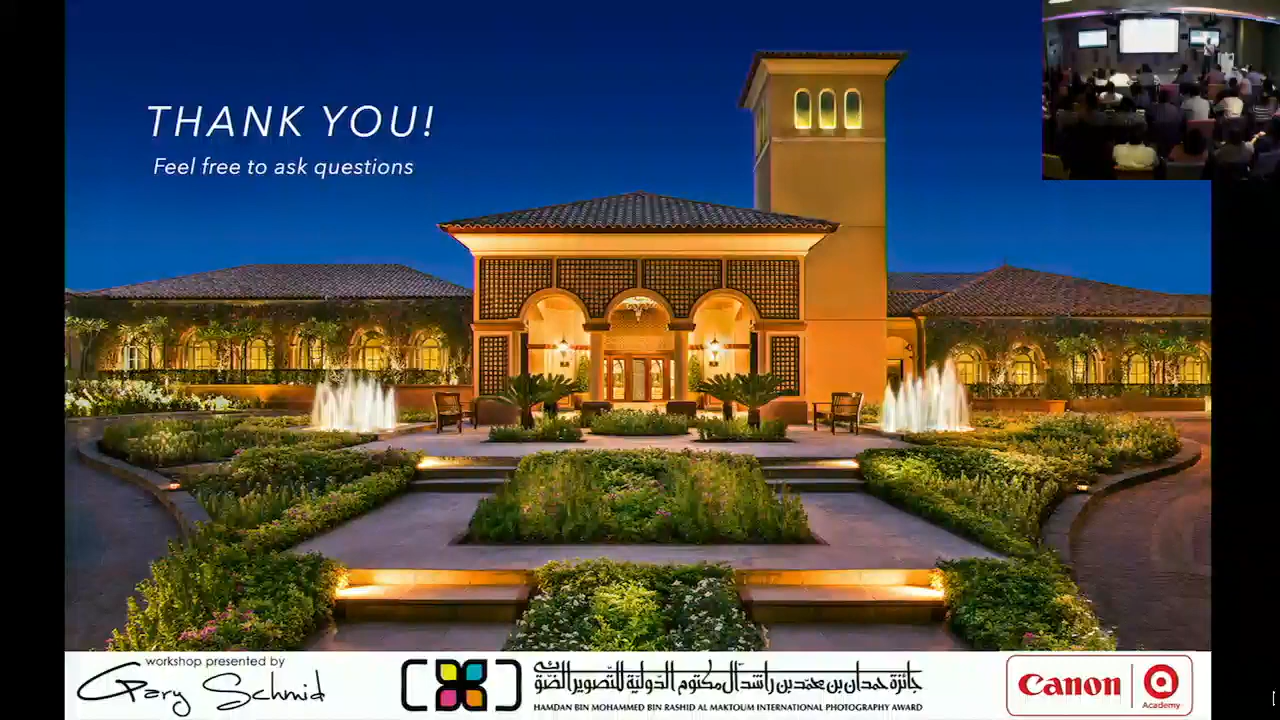 THANK YOU!
Feel free to ask questions
workshop presented by
Gary Schmid
جائزة حمدان بن محمد بن راشد آل مكتوم الدولية للتصوير الضوئي
HAMDAN BIN MOHAMMED BIN RASHID AL MAKTOUM INTERNATIONAL PHOTOGRAPHY AWARD
Canon
Academy